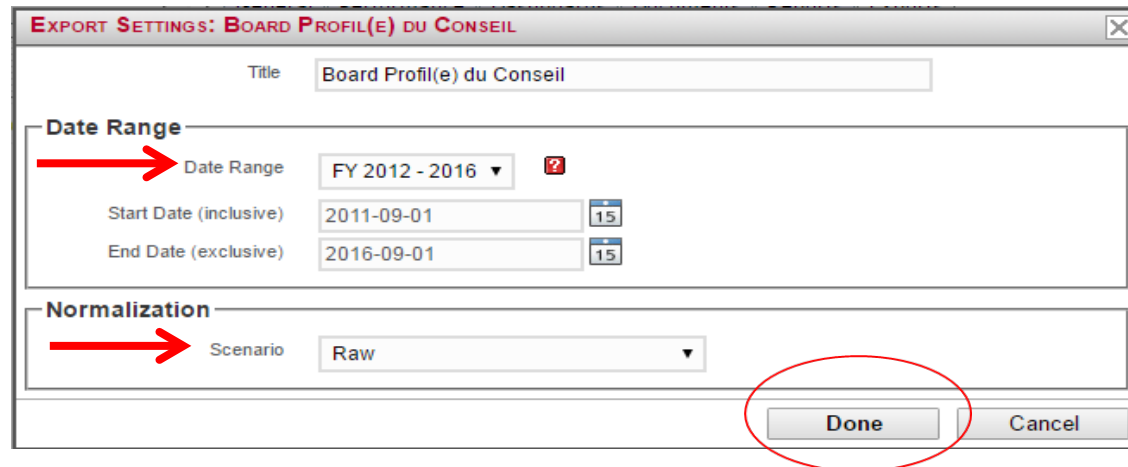 EXPORT SETTINGS: BOARD PROFIL(E) DU CONSEIL
Title Board Profil(e) du Conseil
Date Range
Date Range FY 2012 - 2016 ?
Start Date (inclusive) 2011-09-01 15
End Date (exclusive) 2016-09-01 15
Normalization
Scenario Raw
Done Cancel